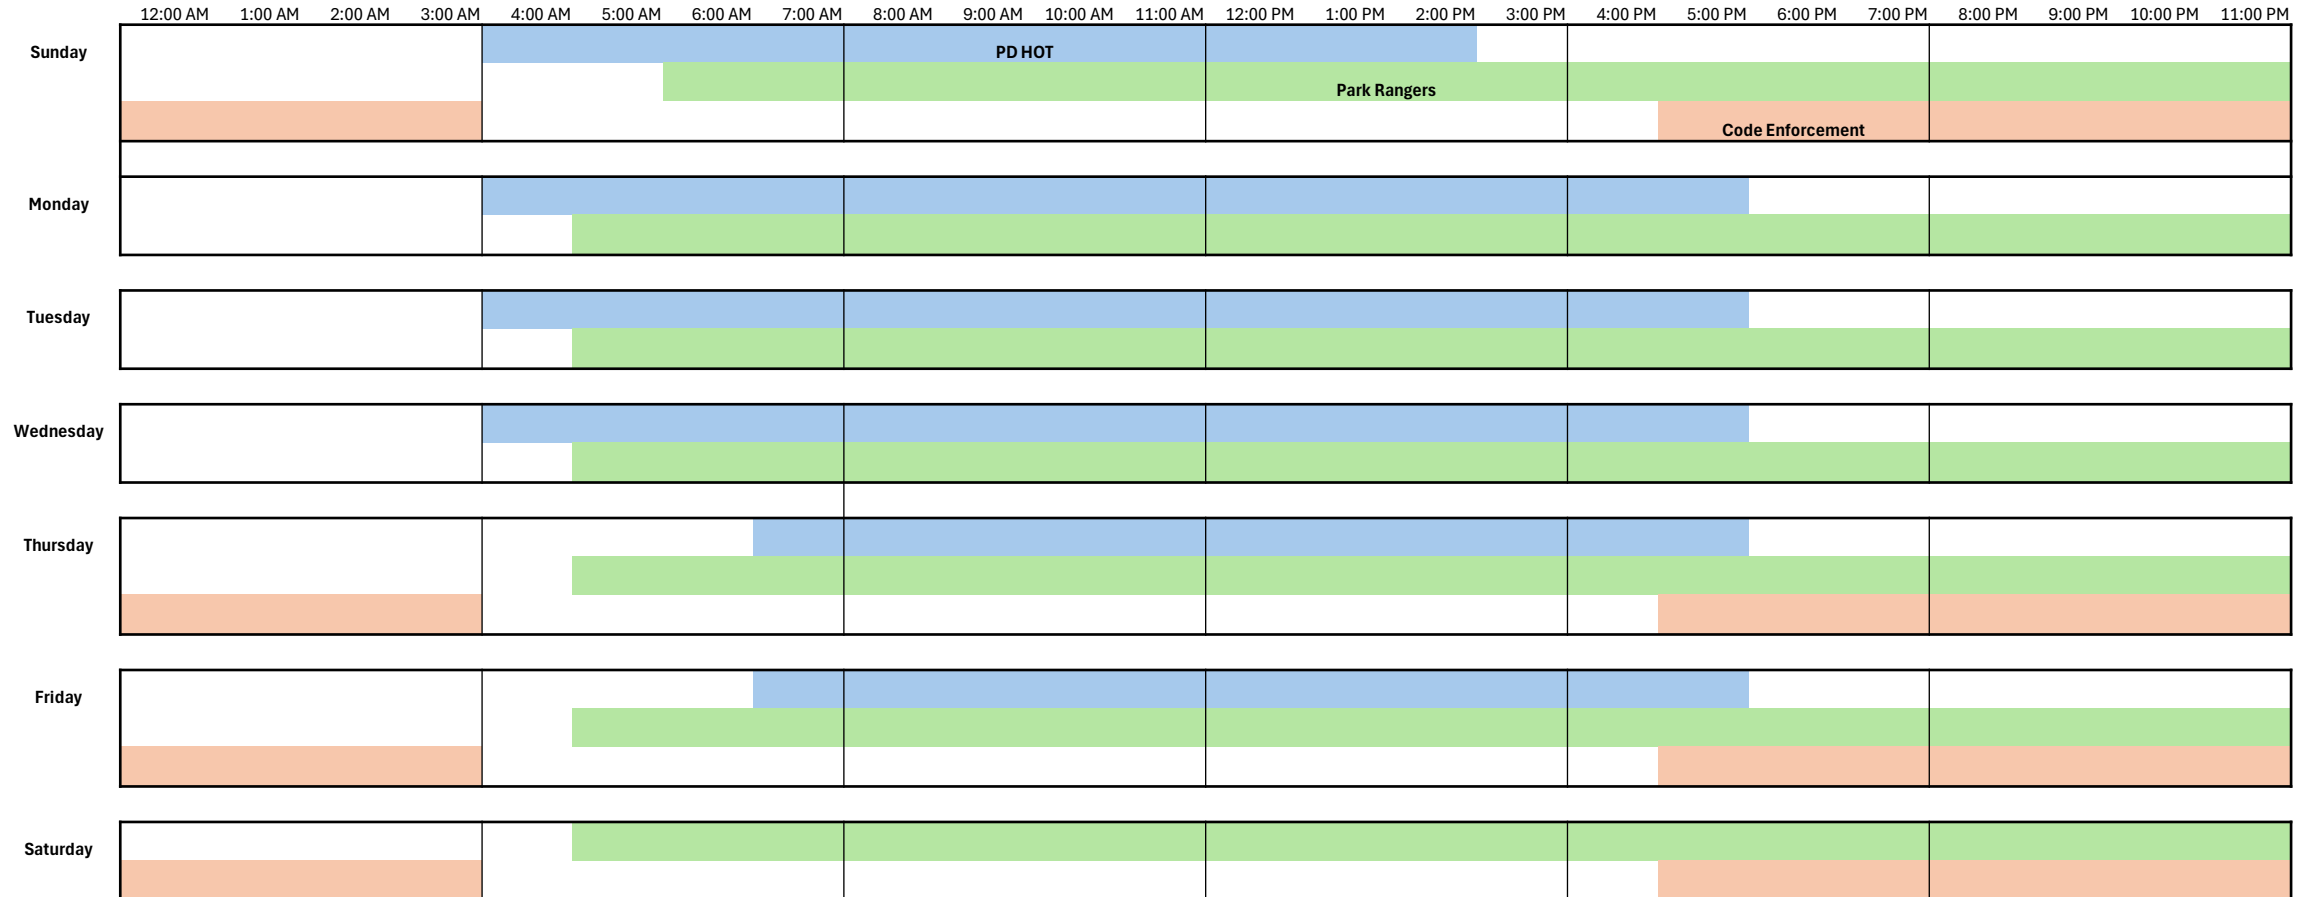 12:00 AM 1:00 AM 2:00 AM 3:00 AM 4:00 AM 5:00 AM 6:00 AM 7:00 AM 8:00 AM 9:00 AM 10:00 AM 11:00 AM 12:00 PM 1:00 PM 2:00 PM 3:00 PM 4:00 PM 5:00 PM 6:00 PM 7:00 PM 8:00 PM 9:00 PM 10:00 PM 11:00 PM
Sunday PD HOT
Park Rangers
Code Enforcement
Monday
Tuesday
Wednesday
Thursday
Friday
Saturday